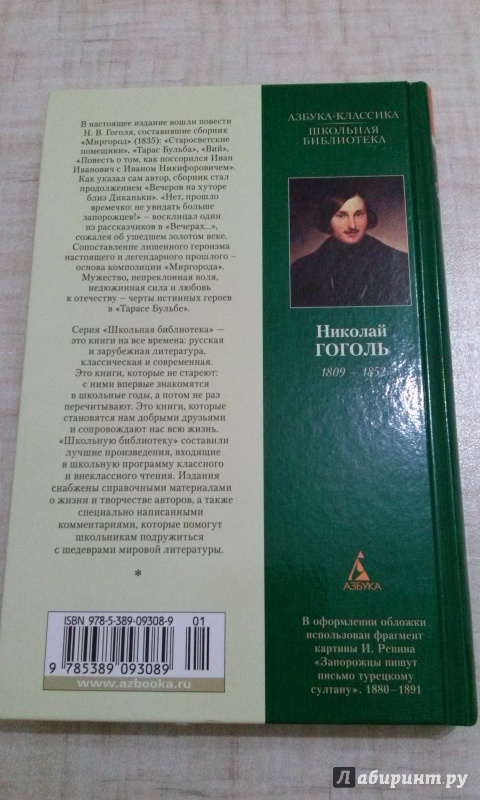 В настоящее издание вошли повести
Н. В. Гоголя, составившие сборник
«Миргород» (1835): «Старосветские
помещики», «Тарас Бульба», «Вий»,
«Повесть о том, как поссорился Иван
Иванович с Иваном Никифоровичем».
Как указал сам автор, сборник стал
продолжением «Вечеров на хуторе
близ Диканьки». «Нет, прошло
времечко: не увидать больше
запорожцев!» – восклицал один
из рассказчиков в «Вечерах...»,
сожалея об ушедшем золотом веке.
Сопоставление лишенного героизма
настоящего и легендарного прошлого –
основа композиции «Миргорода».
Мужество, непреклонная воля,
недюжинная сила и любовь
к отечеству – черты истинных героев
в «Тарасе Бульбе».
Серия «Школьная библиотека» –
это книги на все времена: русская
и зарубежная литература,
классическая и современная.
Это книги, которые не стареют:
с ними впервые знакомятся
в школьные годы, а потом не раз
перечитывают. Это книги, которые
становятся нам добрыми друзьями
и сопровождают нас всю жизнь.
«Школьную библиотеку» составили
лучшие произведения, входящие
в школьную программу классного
и внеклассного чтения. Издания
снабжены справочными материалами
о жизни и творчестве авторов, а также
специально написанными
комментариями, которые помогут
школьникам подружиться
с шедеврами мировой литературы.
*
ISBN 978-5-389-09308-9 01
9 785389 093089
www.azbooka.ru
АЗБУКА-КЛАССИКА
ШКОЛЬНАЯ
БИБЛИОТЕКА
Николай
ГОГОЛЬ
1809 – 1852
АЗБУКА
В оформлении обложки
использован фрагмент
картины И. Репина
«Запорожцы пишут
письмо турецкому
султану». 1880–1891
Лабиринт.ру